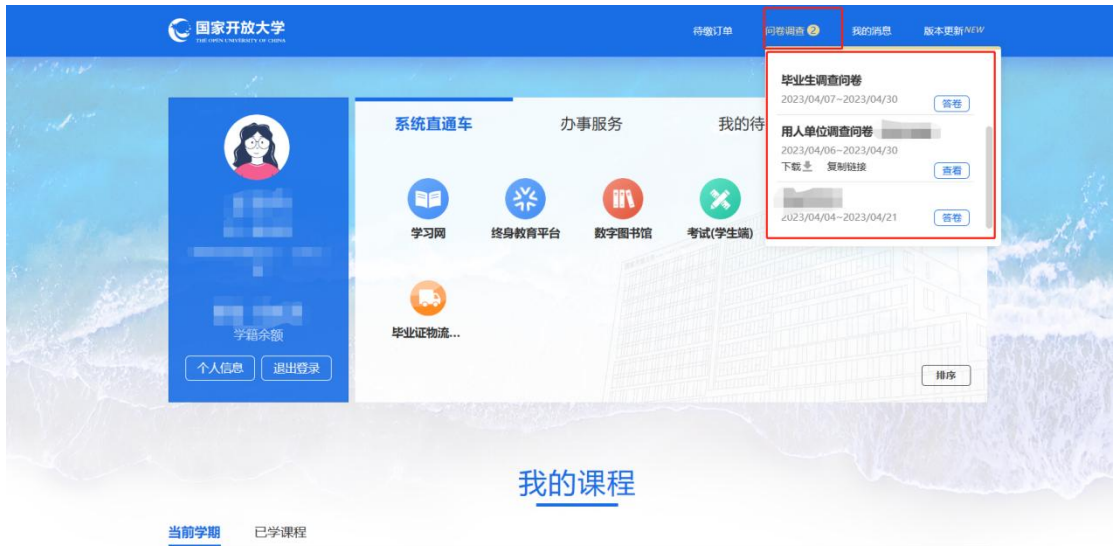 国家开放大学
THE OPEN UNIVERSITY OF CHINA
待缴订单 问卷调查 2 我的消息 版本更新NEW
毕业生调查问卷
2023/04/07~2023/04/30 答卷
用人单位调查问卷
2023/04/06~2023/04/30
下载 复制链接 查看
2023/04/04~2023/04/21 答卷
系统直通车 办事服务 我的待
学习网 终身教育平台 数字图书馆 考试(学生端)
毕业证物流...
学籍余额
个人信息 退出登录
排序
我的课程
当前学期 已学课程